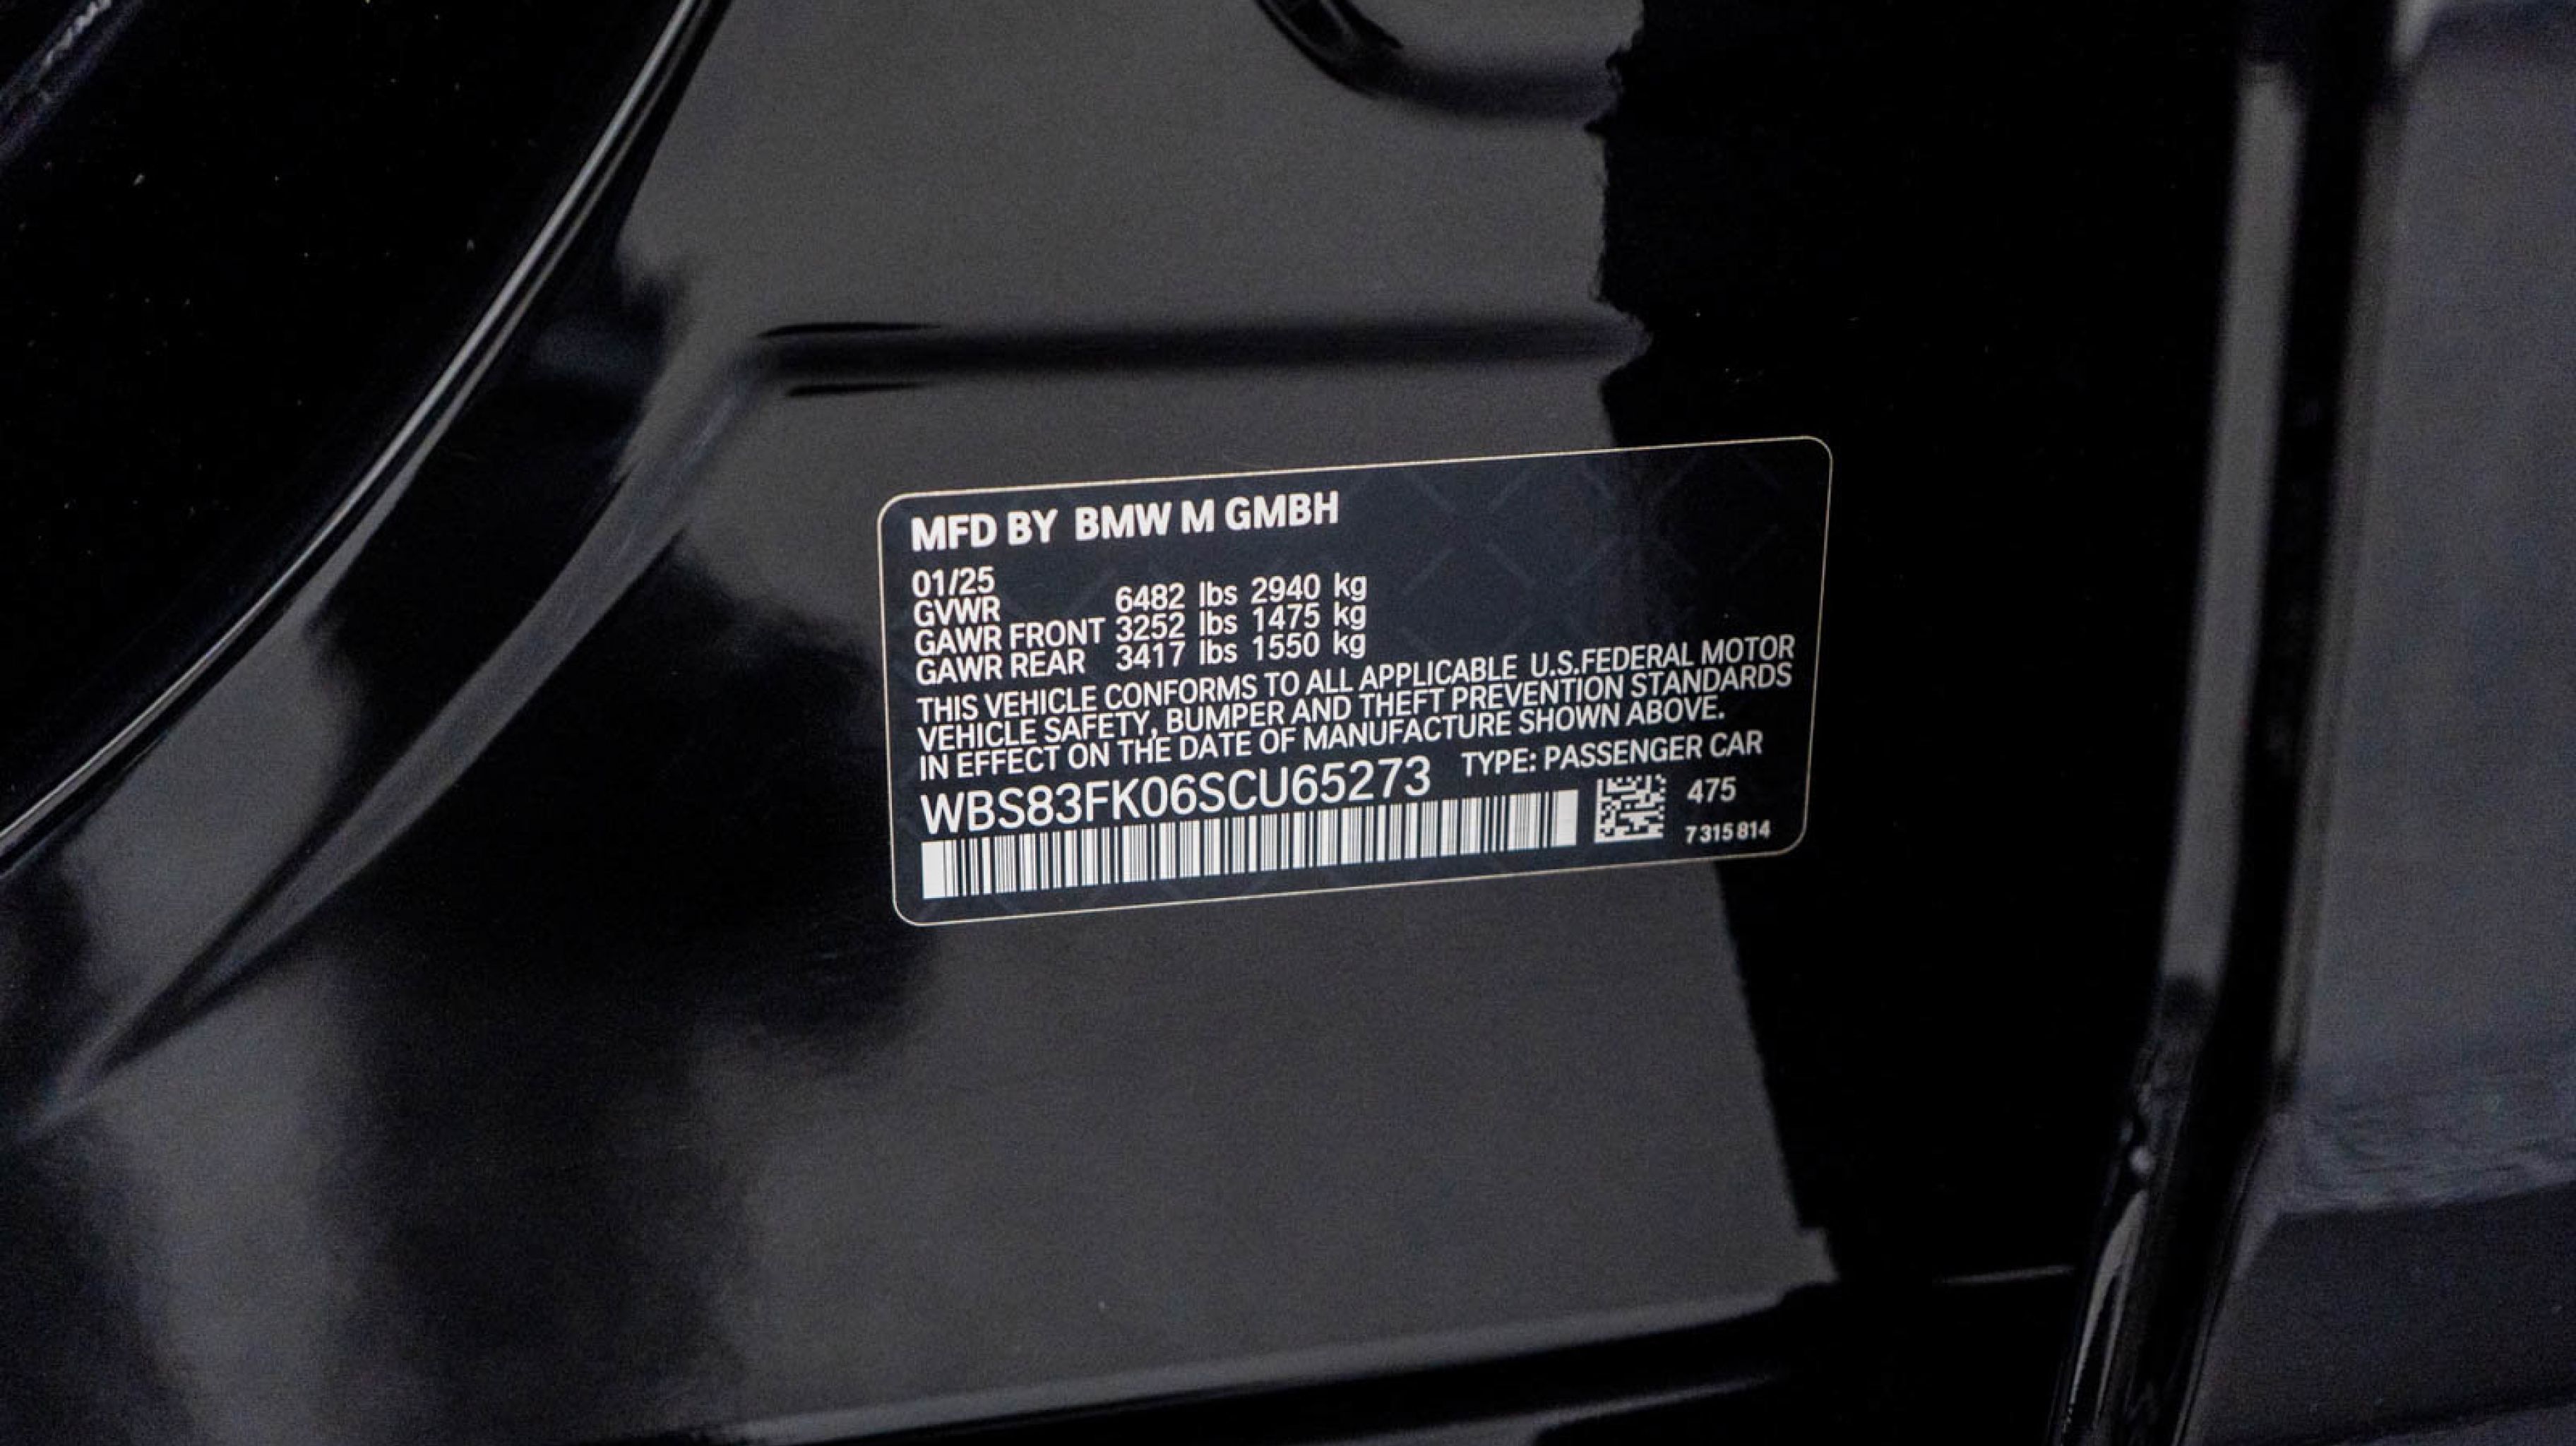 MFD BY BMW M GMBH
01/25
GVWR 6482 lbs 2940 kg
GAWR FRONT 3252 lbs 1475 kg
GAWR REAR 3417 lbs 1550 kg
THIS VEHICLE CONFORMS TO ALL APPLICABLE U.S.FEDERAL MOTOR
VEHICLE SAFETY, BUMPER AND THEFT PREVENTION STANDARDS
IN EFFECT ON THE DATE OF MANUFACTURE SHOWN ABOVE.
WBS83FK06SCU65273 TYPE: PASSENGER CAR
475
7 315 814